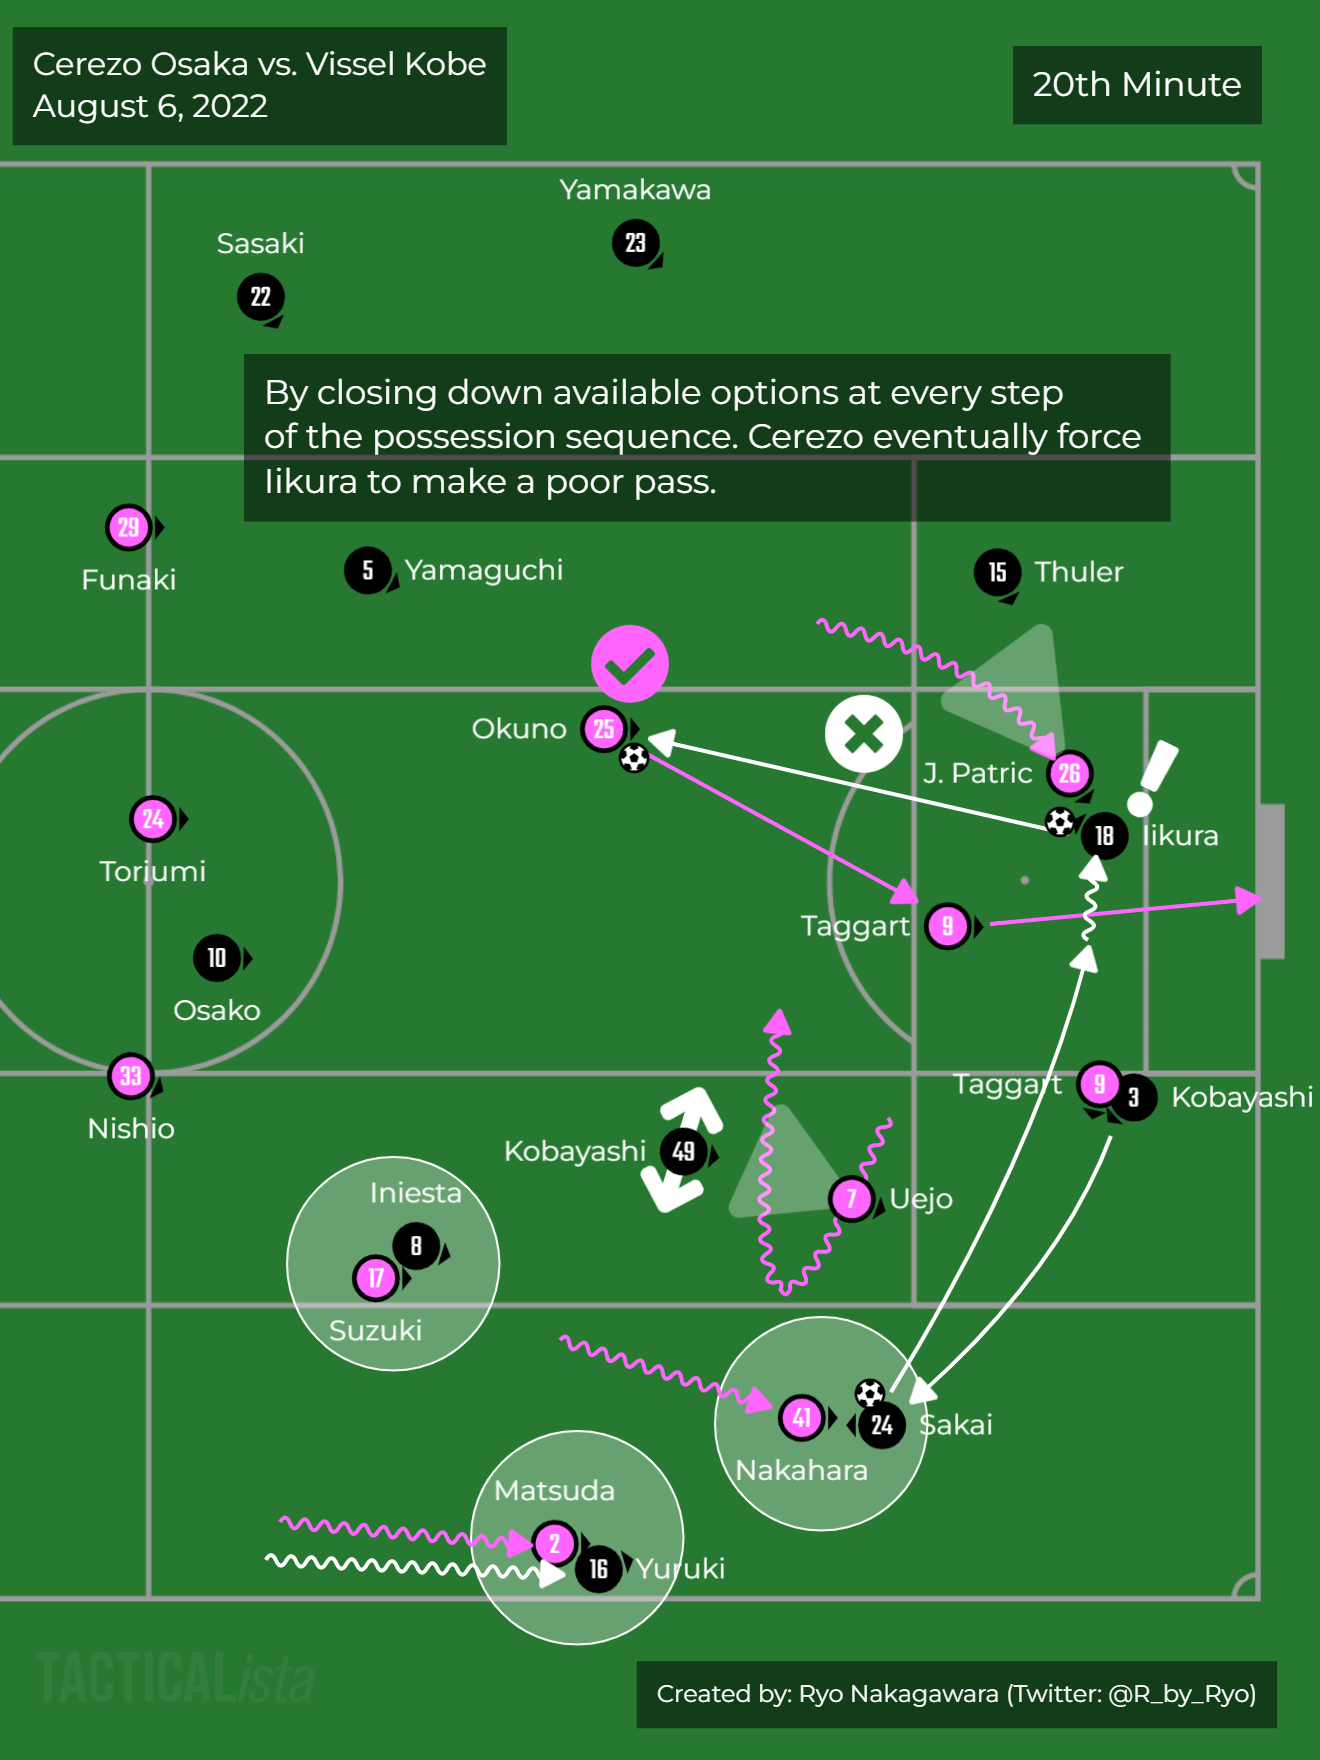 Cerezo Osaka vs. Vissel Kobe
August 6, 2022
20th Minute
Yamakawa
23
Sasaki
22
By closing down available options at every step
of the possession sequence. Cerezo eventually force
Iikura to make a poor pass.
29
Funaki
5 Yamaguchi
15 Thuler
Okuno 25
J. Patric 26
18 Iikura
24
Toriumi
Taggart 9
10
Osako
33
Nishio
Taggart 9
3 Kobayashi
Kobayashi 49
Iniesta
8
7 Uejo
17
Suzuki
41
24 Sakai
Nakahara
Matsuda
2
16 Yuruki
TACTICALista
Created by: Ryo Nakagawara (Twitter: @R_by_Ryo)